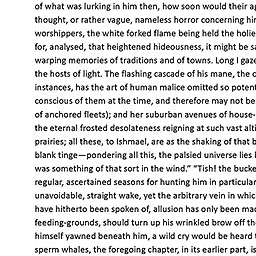 of what was lurking in him then, how soon would their ag
thought, or rather vague, nameless horror concerning hi
worshippers, the white forked flame being held the holie
for, analysed, that heightened hideousness, it might be sa
warping memories of traditions and of towns. Long I gaze
the hosts of light. The flashing cascade of his mane, the c
instances, has the art of human malice omitted so potent
conscious of them at the time, and therefore may not be
of anchored fleets); and her suburban avenues of house-
the eternal frosted desolateness reigning at such vast alti
prairies; all these, to Ishmael, are as the shaking of that b
blank tinge—pondering all this, the palsied universe lies l
was something of that sort in the wind.” “Tish! the bucke
regular, ascertained seasons for hunting him in particular
unavoidable, straight wake, yet the arbitrary vein in whic
have hitherto been spoken of, allusion has only been mad
feeding-grounds, should turn up his wrinkled brow off th
himself yawned beneath him, a wild cry would be heard t
sperm whales, the foregoing chapter, in its earlier part, is